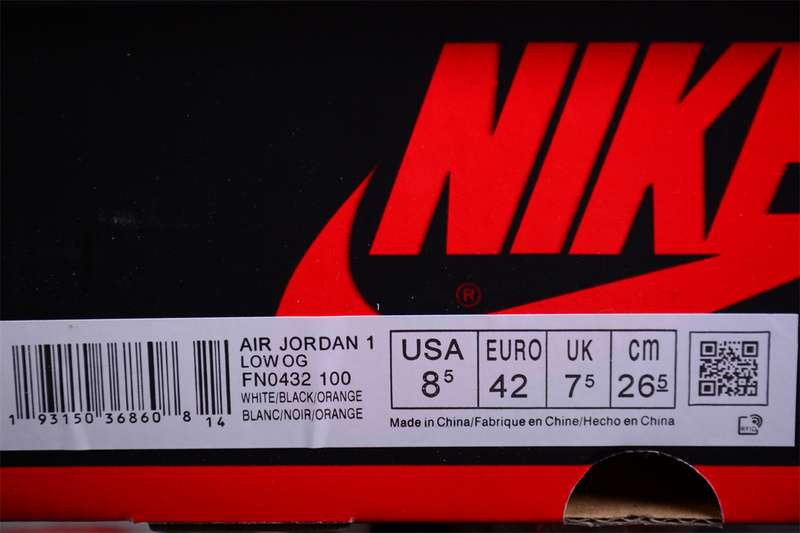 NIKE
®
AIR JORDAN 1
LOW OG
FN0432 100
WHITE/BLACK/ORANGE
BLANC/NOIR/ORANGE
1 93150 36860 8 14
USA EURO UK cm
8⁵ 42 7⁵ 26⁵
Made in China/Fabrique en Chine/Hecho en China
RFID